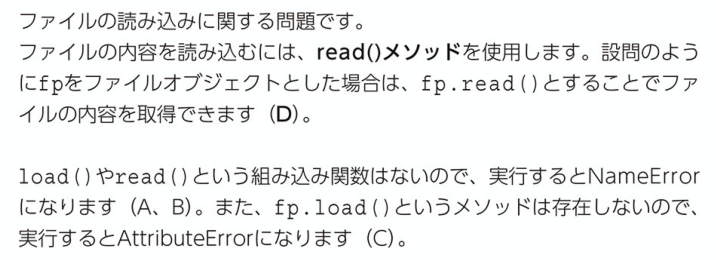 ファイルの読み込みに関する問題です。
ファイルの内容を読み込むには、read()メソッドを使用します。設問のよう
にfpをファイルオブジェクトとした場合は、fp.read()とすることでファ
イルの内容を取得できます（D）。
load()やread()という組み込み関数はないので、実行するとNameError
になります（A、B）。また、fp.load()というメソッドは存在しないので、
実行するとAttributeErrorになります（C）。